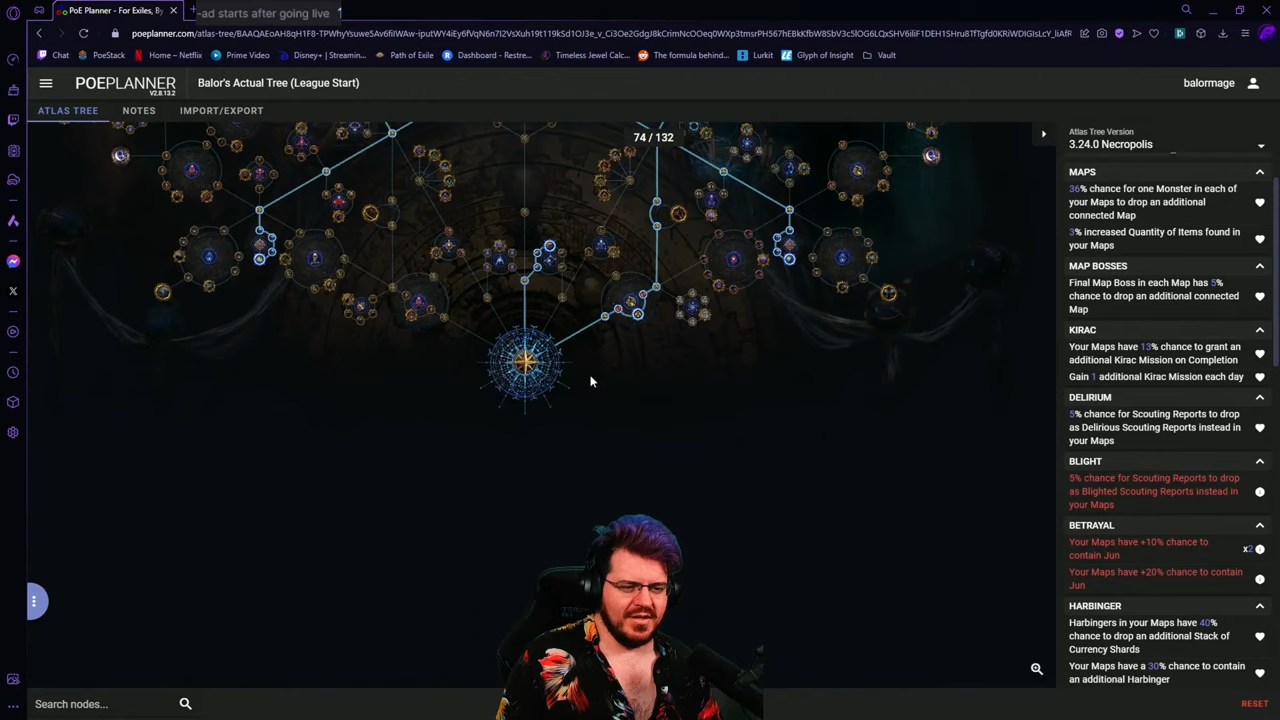 PoE Planner - For Exiles, By
-ad starts after going live
poeplanner.com/atlas-tree/
Chat
PoeStack
Home – Netflix
Prime Video
Disney+ | Streamin...
Path of Exile
Dashboard - Restre...
Timeless Jewel Calc...
The formula behind...
Lurkit
Glyph of Insight
Vault
POEPLANNER
V2.8.13.2
Balor's Actual Tree (League Start)
balormage
ATLAS TREE
NOTES
IMPORT/EXPORT
74 / 132
Atlas Tree Version
3.24.0 Necropolis
MAPS
36% chance for one Monster in each of
your Maps to drop an additional
connected Map
3% increased Quantity of Items found in
your Maps
MAP BOSSES
Final Map Boss in each Map has 5%
chance to drop an additional connected
Map
KIRAC
Your Maps have 13% chance to grant an
additional Kirac Mission on Completion
Gain 1 additional Kirac Mission each day
DELIRIUM
5% chance for Scouting Reports to drop
as Delirious Scouting Reports instead in
your Maps
BLIGHT
5% chance for Scouting Reports to drop
as Blighted Scouting Reports instead in
your Maps
BETRAYAL
Your Maps have +10% chance to
contain Jun
x2
Your Maps have +20% chance to contain
Jun
HARBINGER
Harbingers in your Maps have 40%
chance to drop an additional Stack of
Currency Shards
Your Maps have a 30% chance to contain
an additional Harbinger
Search nodes...
RESET